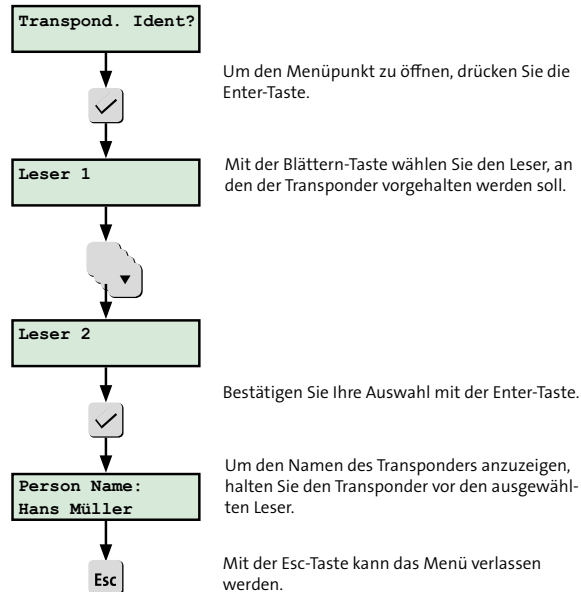 Transpond. Ident?
Um den Menüpunkt zu öffnen, drücken Sie die
Enter-Taste.
Leser 1
Mit der Blättern-Taste wählen Sie den Leser, an
den der Transponder vorgehalten werden soll.
Leser 2
Bestätigen Sie Ihre Auswahl mit der Enter-Taste.
Um den Namen des Transponders anzuzeigen,
halten Sie den Transponder vor den ausgewähl-
ten Leser.
Person Name:
Hans Müller
Esc
Mit der Esc-Taste kann das Menü verlassen
werden.